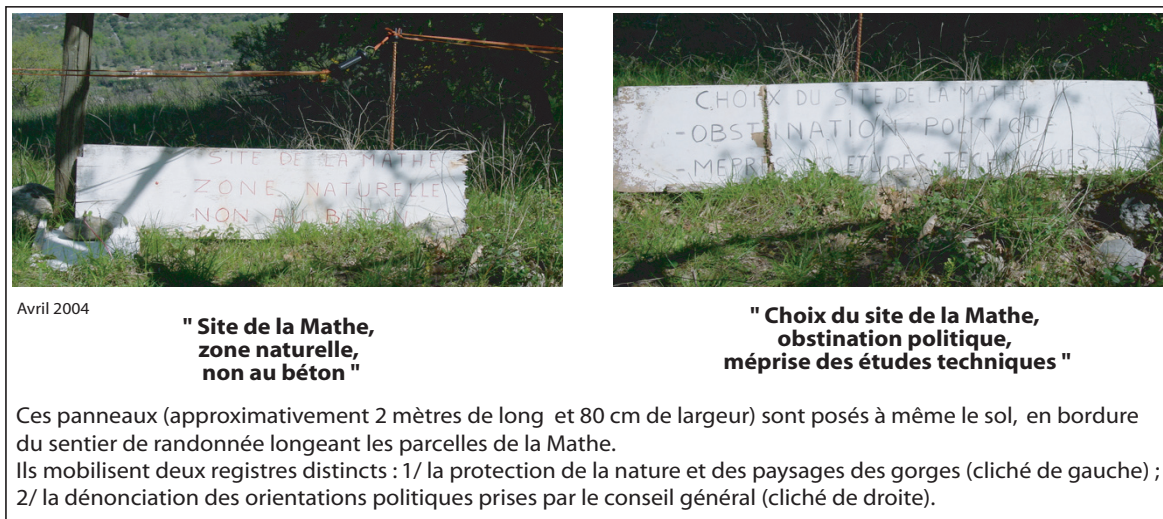 SITE DE LA MATHE
ZONE NATURELLE
NON AU BETON
CHOIX DU SITE DE LA MATHE
-OBSTINATION POLITIQUE
-MEPRIS DES ETUDES TECHNIQUES
Avril 2004
" Site de la Mathe,
zone naturelle,
non au béton "
" Choix du site de la Mathe,
obstination politique,
méprise des études techniques "
Ces panneaux (approximativement 2 mètres de long et 80 cm de largeur) sont posés à même le sol, en bordure
du sentier de randonnée longeant les parcelles de la Mathe.
Ils mobilisent deux registres distincts : 1/ la protection de la nature et des paysages des gorges (cliché de gauche) ;
2/ la dénonciation des orientations politiques prises par le conseil général (cliché de droite).